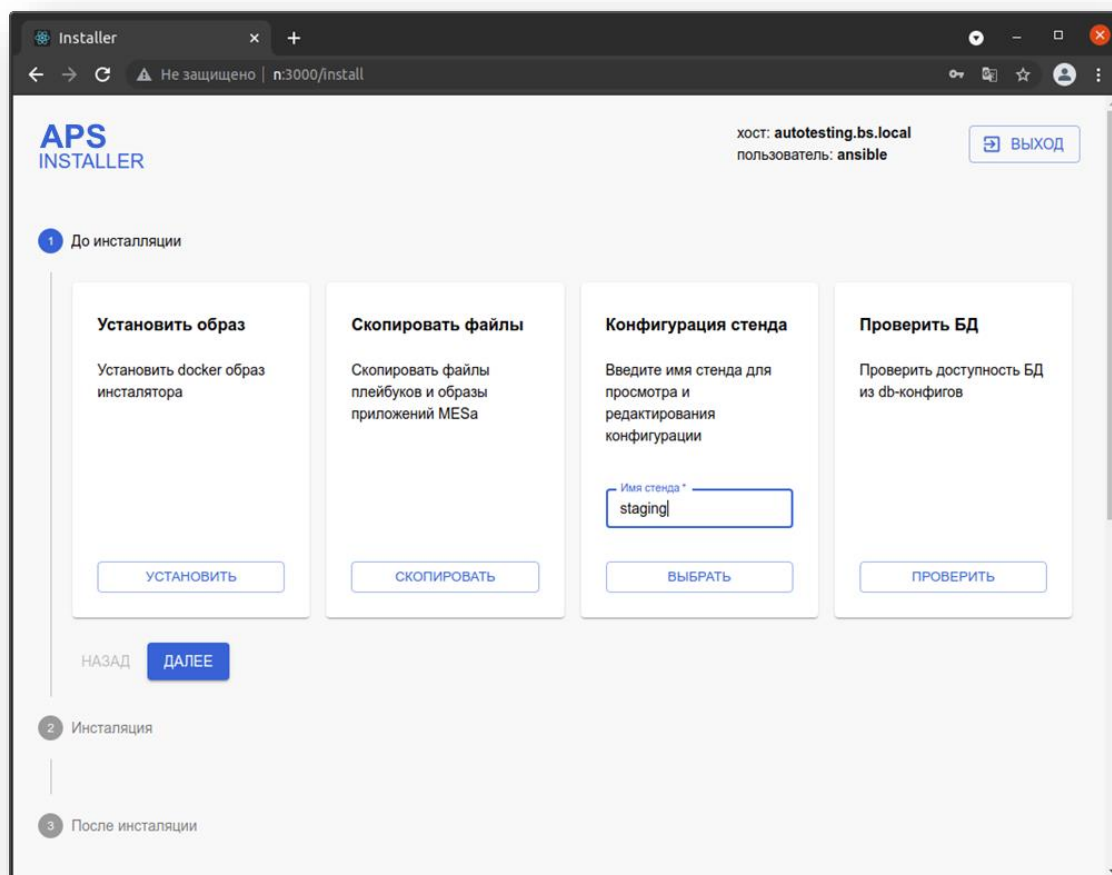 Installer
Не защищено | n:3000/install
APS
INSTALLER
хост: autotesting.bs.local
пользователь: ansible
ВЫХОД
1 До инсталляции
Установить образ
Установить docker образ
инсталятора
УСТАНОВИТЬ
Скопировать файлы
Скопировать файлы
плейбуков и образы
приложений MESa
СКОПИРОВАТЬ
Конфигурация стенда
Введите имя стенда для
просмотра и
редактирования
конфигурации
Имя стенда *
staging
ВЫБРАТЬ
Проверить БД
Проверить доступность БД
из db-конфигов
ПРОВЕРИТЬ
НАЗАД
ДАЛЕЕ
2 Инсталяция
3 После инсталяции